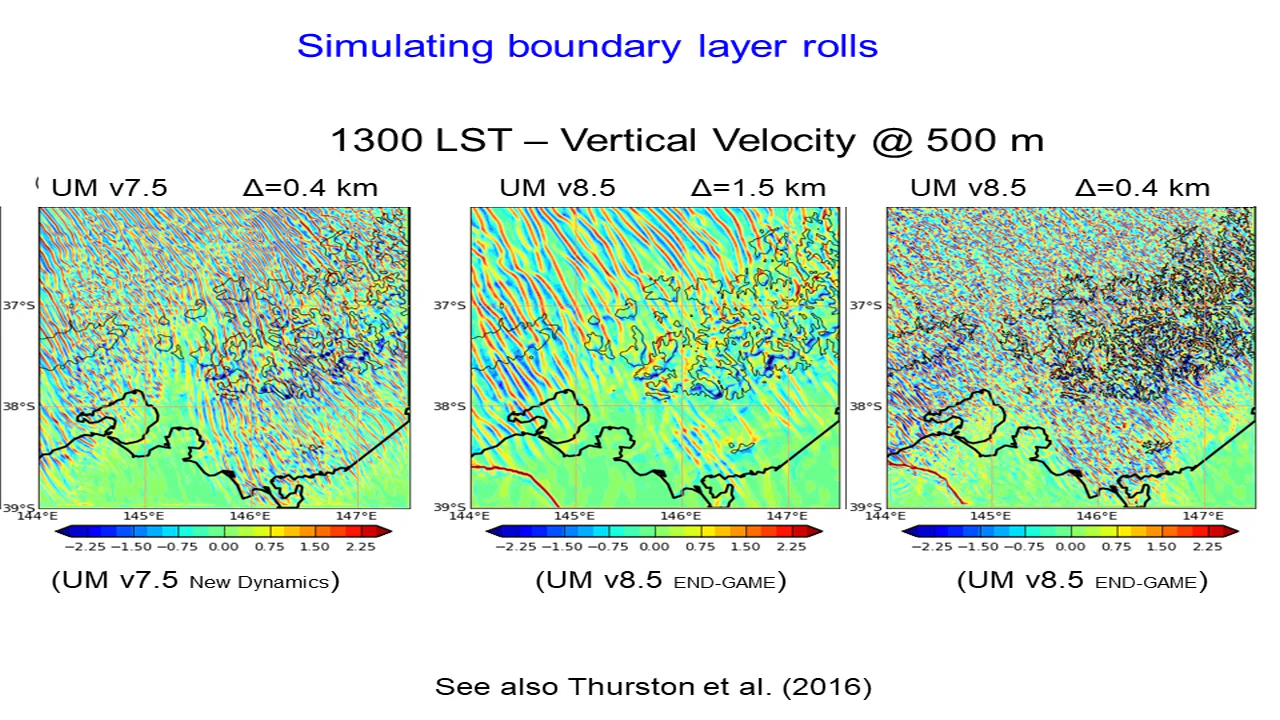 Simulating boundary layer rolls
1300 LST – Vertical Velocity @ 500 m
( UM v7.5 Δ=0.4 km UM v8.5 Δ=1.5 km UM v8.5 Δ=0.4 km
37°S 37°S 37°S
38°S 38°S 38°S
39°S 39°S 39°S
144°E 145°E 146°E 147°E 144°E 145°E 146°E 147°E 144°E 145°E 146°E 147°E
−2.25 −1.50 −0.75 0.00 0.75 1.50 2.25 −2.25 −1.50 −0.75 0.00 0.75 1.50 2.25 −2.25 −1.50 −0.75 0.00 0.75 1.50 2.25
(UM v7.5 New Dynamics) (UM v8.5 END-GAME) (UM v8.5 END-GAME)
See also Thurston et al. (2016)